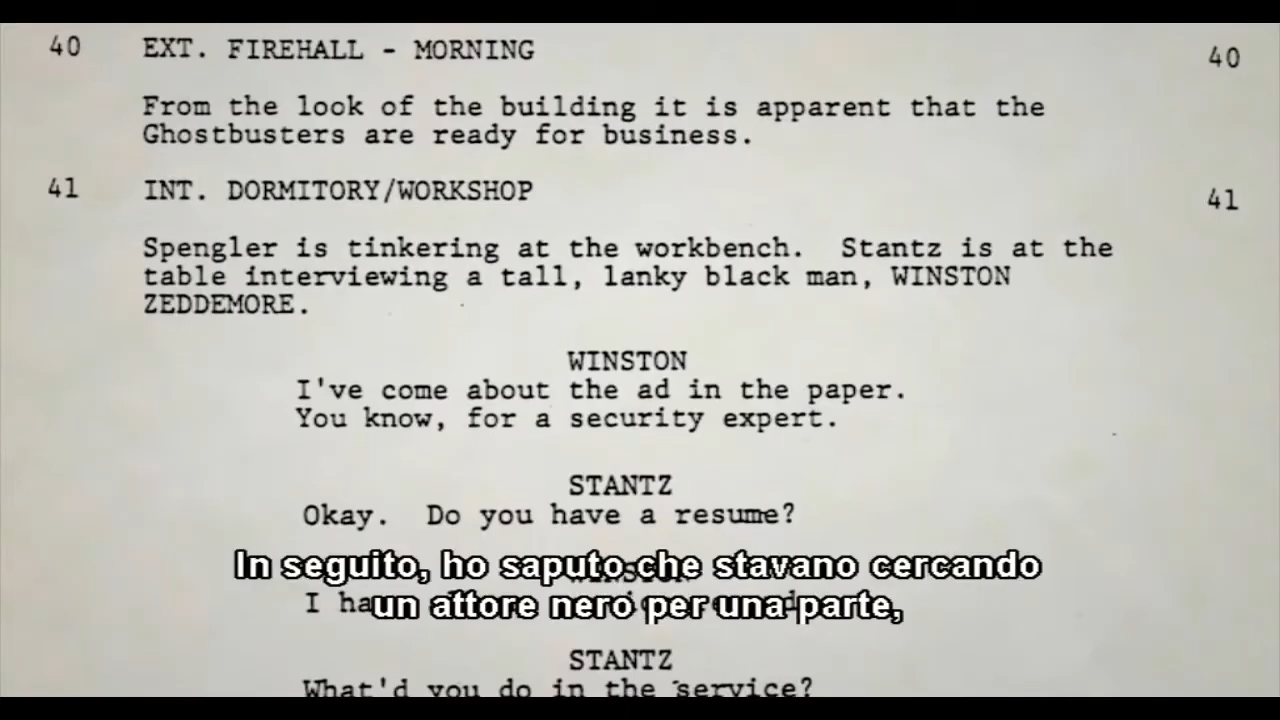 40 EXT. FIREHALL - MORNING 40
From the look of the building it is apparent that the
Ghostbusters are ready for business.
41 INT. DORMITORY/WORKSHOP 41
Spengler is tinkering at the workbench. Stantz is at the
table interviewing a tall, lanky black man, WINSTON
ZEDDEMORE.
WINSTON
I've come about the ad in the paper.
You know, for a security expert.
STANTZ
Okay. Do you have a resume?
In seguito, ho saputo che stavano cercando
I
un attore nero per una parte,
STANTZ
What'd you do in the service?